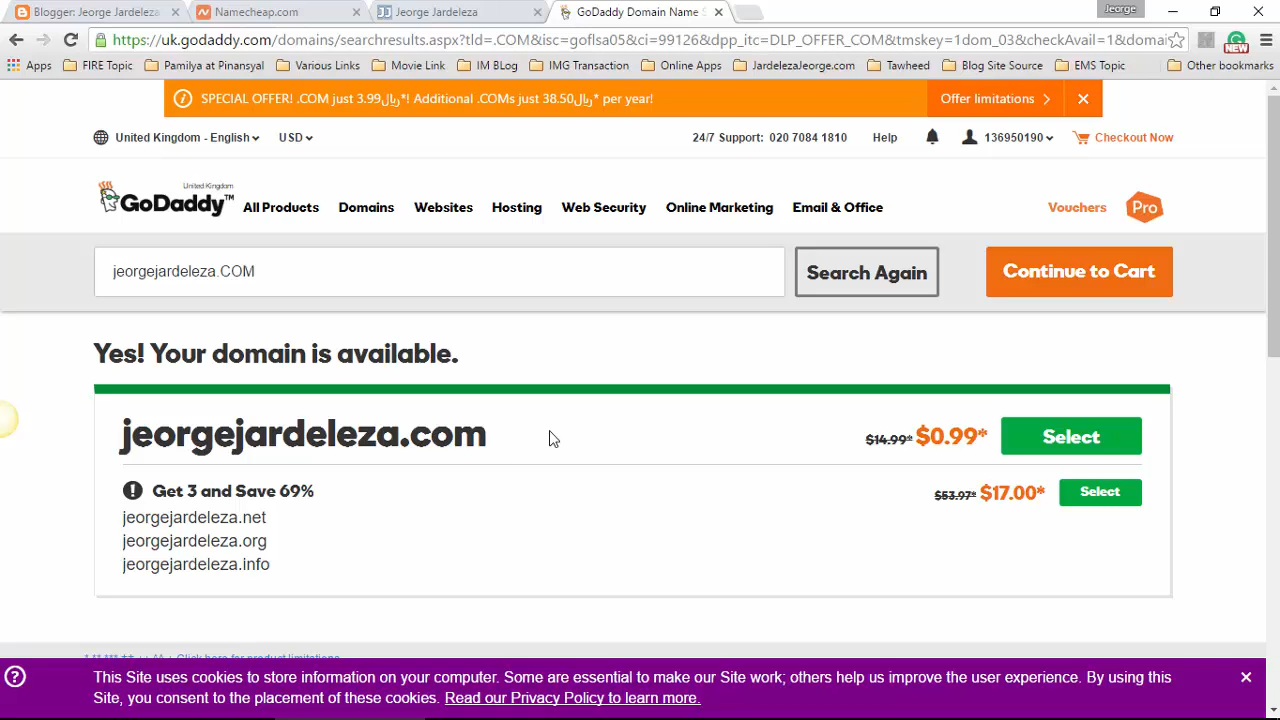 Blogger: Jeorge Jardeleza
Namecheap.com
Jeorge Jardeleza
GoDaddy Domain Name S
Jeorge
https://uk.godaddy.com/domains/searchresults.aspx?tld=.COM&isc=goflsa05&ci=99126&dpp_itc=DLP_OFFER_COM&tmskey=1dom_03&checkAvail=1&domai
NEW
Apps
FIRE Topic
Pamilya at Pinansyal
Various Links
Movie Link
IM BLog
IMG Transaction
Online Apps
JardelezaJeorge.com
Tawheed
Blog Site Source
EMS Topic
Other bookmarks
SPECIAL OFFER! .COM just 3.99ريال*! Additional .COMs just 38.50ريال* per year!
Offer limitations
United Kingdom - English
USD
24/7 Support: 020 7084 1810
Help
136950190
Checkout Now
United Kingdom
GoDaddy™
All Products
Domains
Websites
Hosting
Web Security
Online Marketing
Email & Office
Vouchers
Pro
jeorgejardeleza.COM
Search Again
Continue to Cart
Yes! Your domain is available.
jeorgejardeleza.com
$14.99* $0.99*
Select
Get 3 and Save 69%
$53.97* $17.00*
Select
jeorgejardeleza.net
jeorgejardeleza.org
jeorgejardeleza.info
Click here for product limitations
This Site uses cookies to store information on your computer. Some are essential to make our Site work; others help us improve the user experience. By using this
Site, you consent to the placement of these cookies. Read our Privacy Policy to learn more.